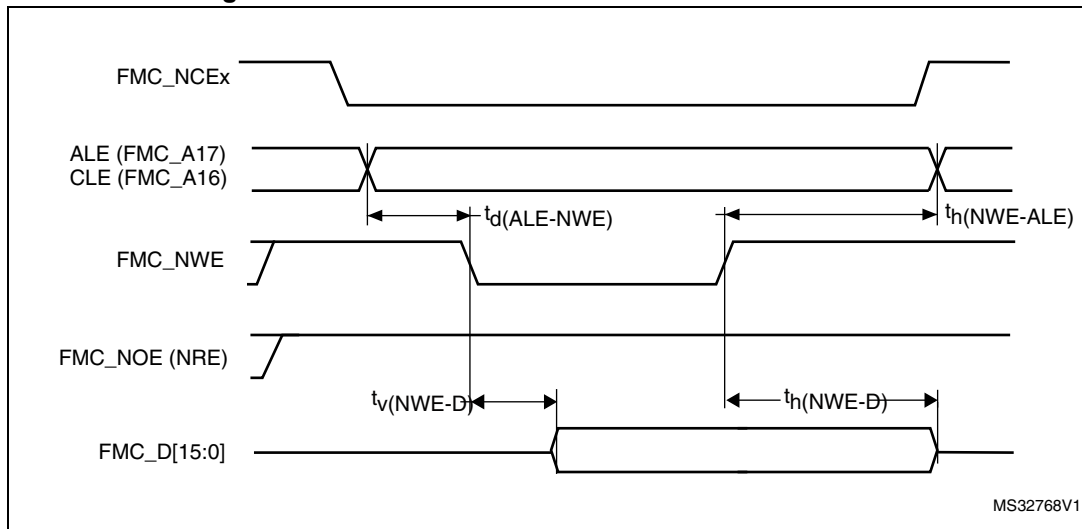 FMC_NCEx
ALE (FMC_A17)
CLE (FMC_A16)
td(ALE-NWE)
th(NWE-ALE)
FMC_NWE
FMC_NOE (NRE)
tv(NWE-D)
th(NWE-D)
FMC_D[15:0]
MS32768V1